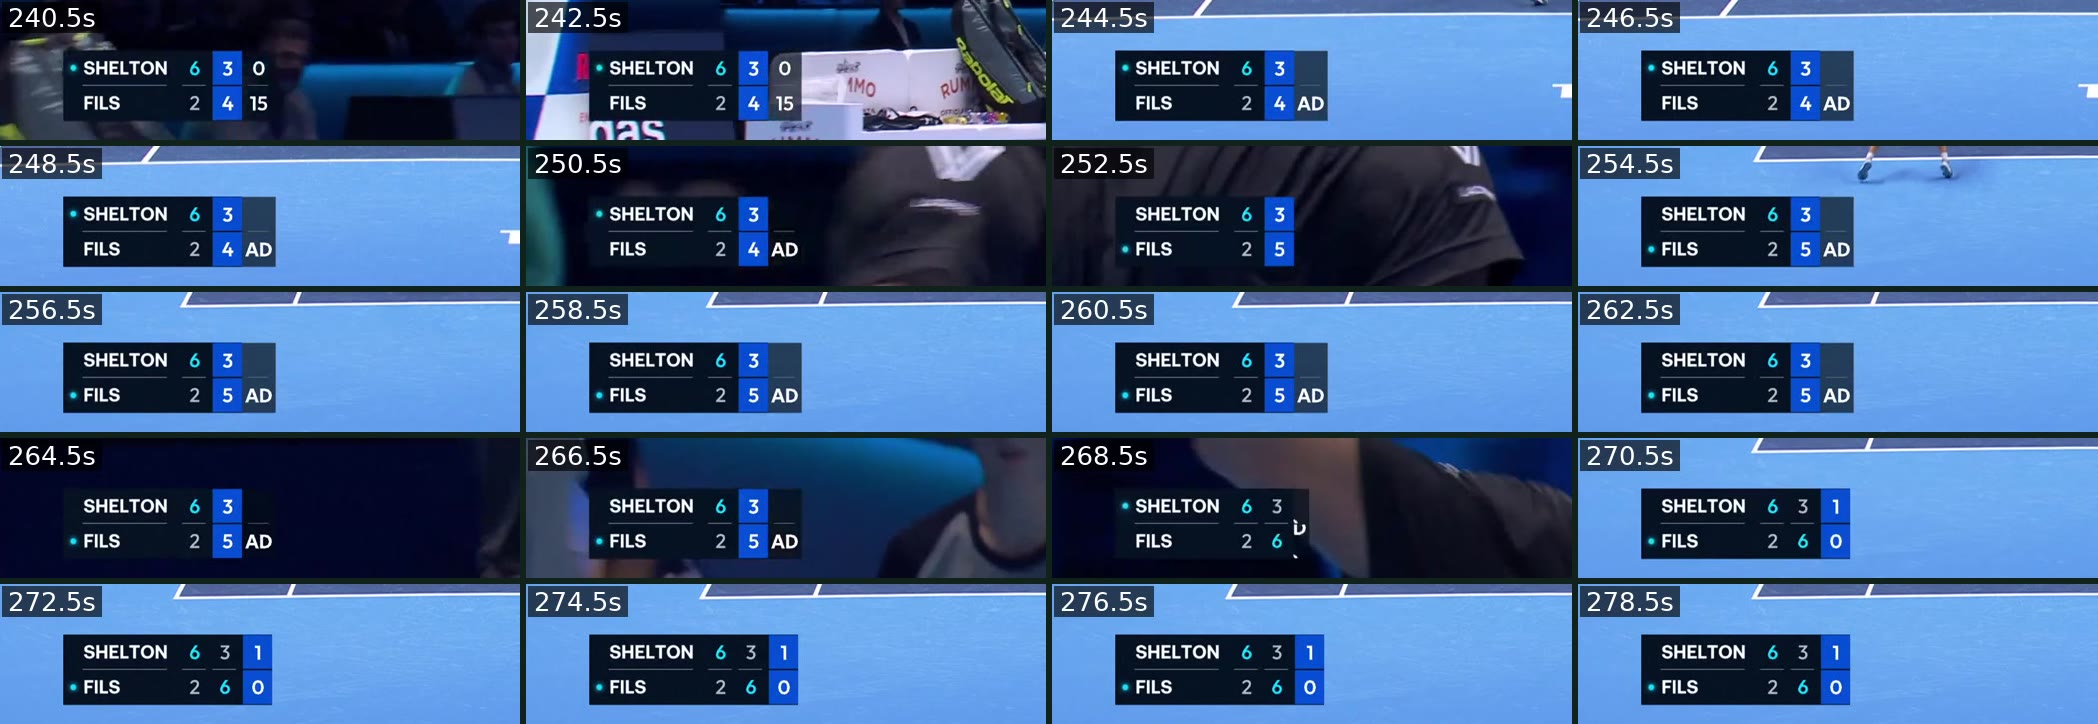 240.5s
SHELTON 6 3 0
FILS 2 4 15
242.5s
SHELTON 6 3 0
FILS 2 4 15
gas
RUMMO
Babolat
244.5s
SHELTON 6 3
FILS 2 4 AD
246.5s
SHELTON 6 3
FILS 2 4 AD
248.5s
SHELTON 6 3
FILS 2 4 AD
250.5s
SHELTON 6 3
FILS 2 4 AD
252.5s
SHELTON 6 3
FILS 2 5
254.5s
SHELTON 6 3
FILS 2 5 AD
256.5s
SHELTON 6 3
FILS 2 5 AD
258.5s
SHELTON 6 3
FILS 2 5 AD
260.5s
SHELTON 6 3
FILS 2 5 AD
262.5s
SHELTON 6 3
FILS 2 5 AD
264.5s
SHELTON 6 3
FILS 2 5 AD
266.5s
SHELTON 6 3
FILS 2 5 AD
268.5s
SHELTON 6 3
FILS 2 6
270.5s
SHELTON 6 3 1
FILS 2 6 0
272.5s
SHELTON 6 3 1
FILS 2 6 0
274.5s
SHELTON 6 3 1
FILS 2 6 0
276.5s
SHELTON 6 3 1
FILS 2 6 0
278.5s
SHELTON 6 3 1
FILS 2 6 0